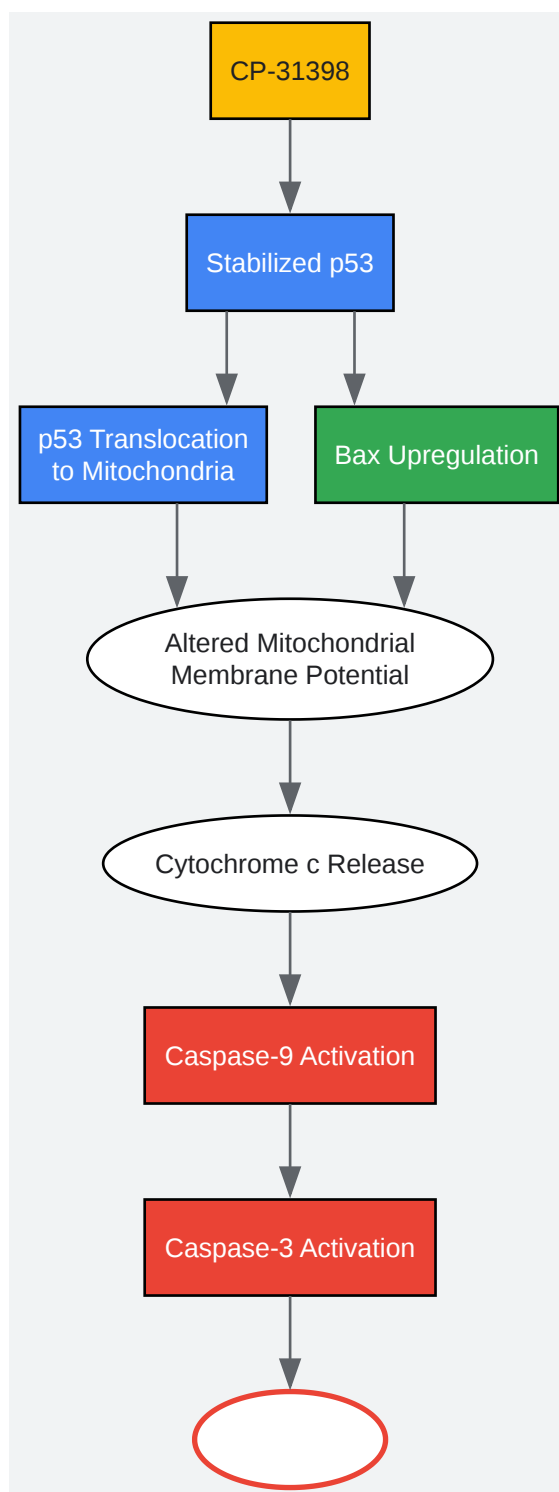 CP-31398
Stabilized p53
p53 Translocation
to Mitochondria
Bax Upregulation
Altered Mitochondrial
Membrane Potential
Cytochrome c Release
Caspase-9 Activation
Caspase-3 Activation